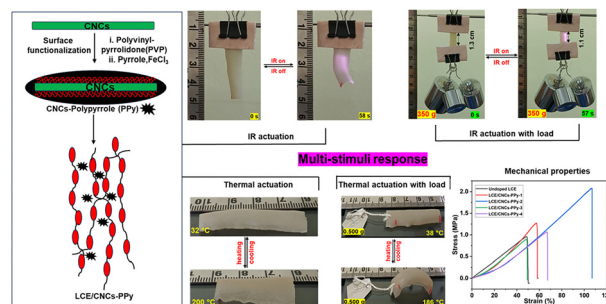 CNCs
Surface
functionalization
i. Polyvinyl-
pyrrolidone(PVP)
ii. Pyrrole,FeCl3
CNCs
CNCs-Polypyrrole (PPy)
LCE/CNCs-PPy
IR on
IR off
0 s
58 s
IR actuation
1.3 cm
350 g
0 s
IR on
IR off
1.1 cm
350 g
57 s
IR actuation with load
Multi-stimuli response
Thermal actuation
32 °C
heating
cooling
200 °C
Thermal actuation with load
0.500 g
38 °C
heating
cooling
0.500 g
186 °C
Mechanical properties
Undoped LCE
LCE/CNCs-PPy-1
LCE/CNCs-PPy-2
LCE/CNCs-PPy-3
LCE/CNCs-PPy-4
Stress (MPa)
2.0
1.5
1.0
0.5
0.0
0 20 40 60 80 100
Strain (%)